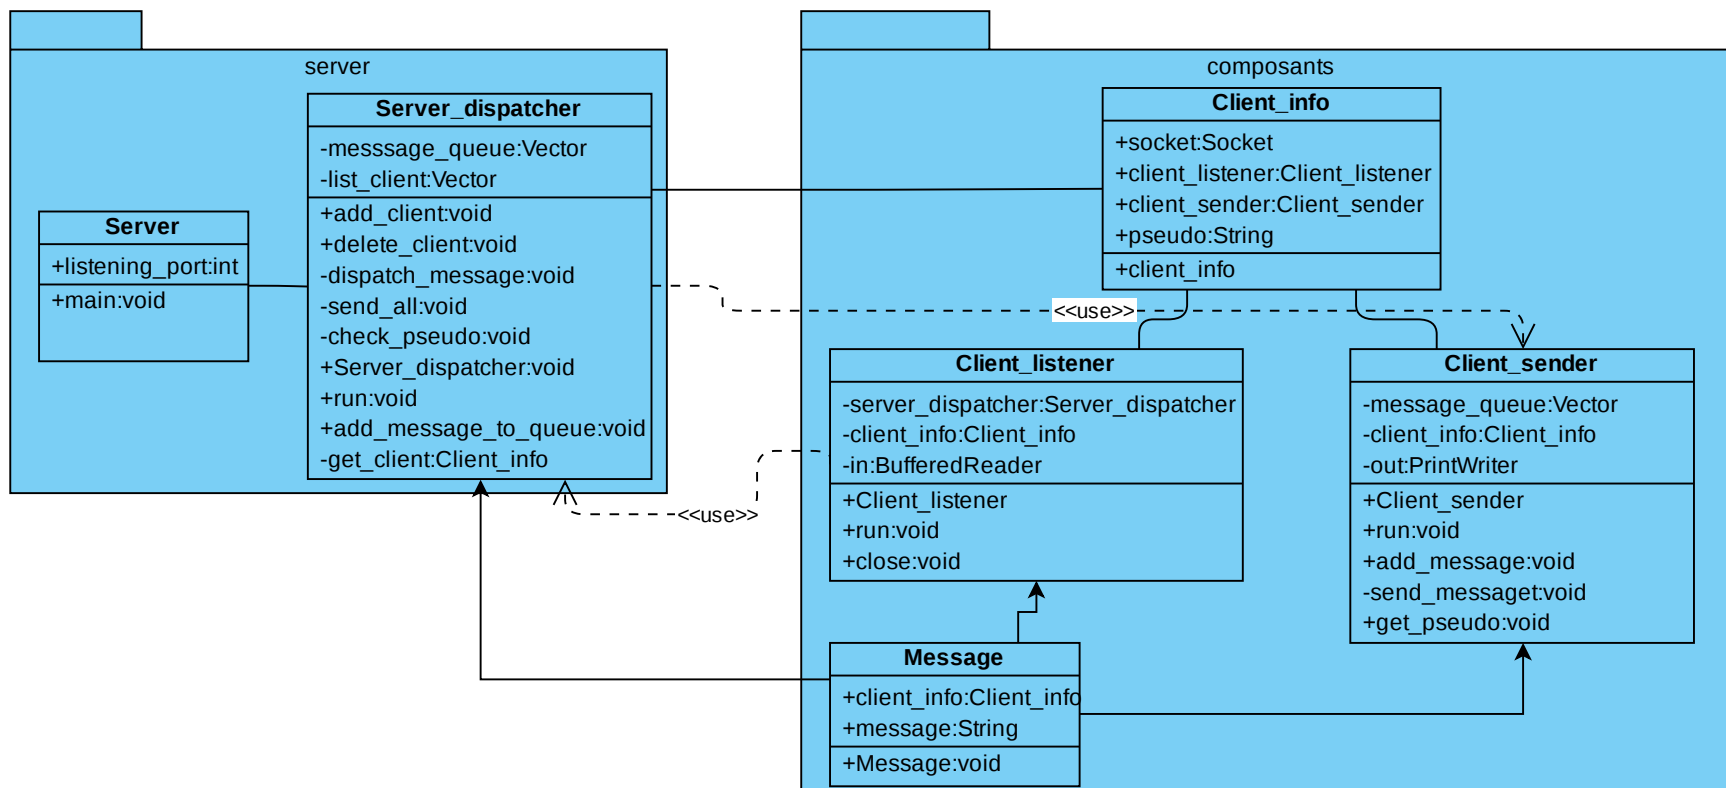 server
Server_dispatcher
-messsage_queue:Vector
-list_client:Vector
+add_client:void
+delete_client:void
-dispatch_message:void
-send_all:void
-check_pseudo:void
+Server_dispatcher:void
+run:void
+add_message_to_queue:void
-get_client:Client_info
Server
+listening_port:int
+main:void
composants
Client_info
+socket:Socket
+client_listener:Client_listener
+client_sender:Client_sender
+pseudo:String
+client_info
<<use>>
Client_listener
-server_dispatcher:Server_dispatcher
-client_info:Client_info
-in:BufferedReader
+Client_listener
+run:void
+close:void
Client_sender
-message_queue:Vector
-client_info:Client_info
-out:PrintWriter
+Client_sender
+run:void
+add_message:void
-send_messaget:void
+get_pseudo:void
<<use>>
Message
+client_info:Client_info
+message:String
+Message:void